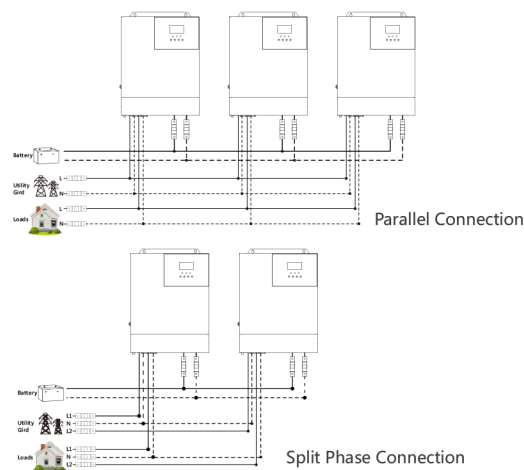 Battery
Utility
Gird
L
N
Loads
L
N
Parallel Connection
Battery
Utility
Gird
L1
N
L2
Loads
L1
N
L2
Split Phase Connection